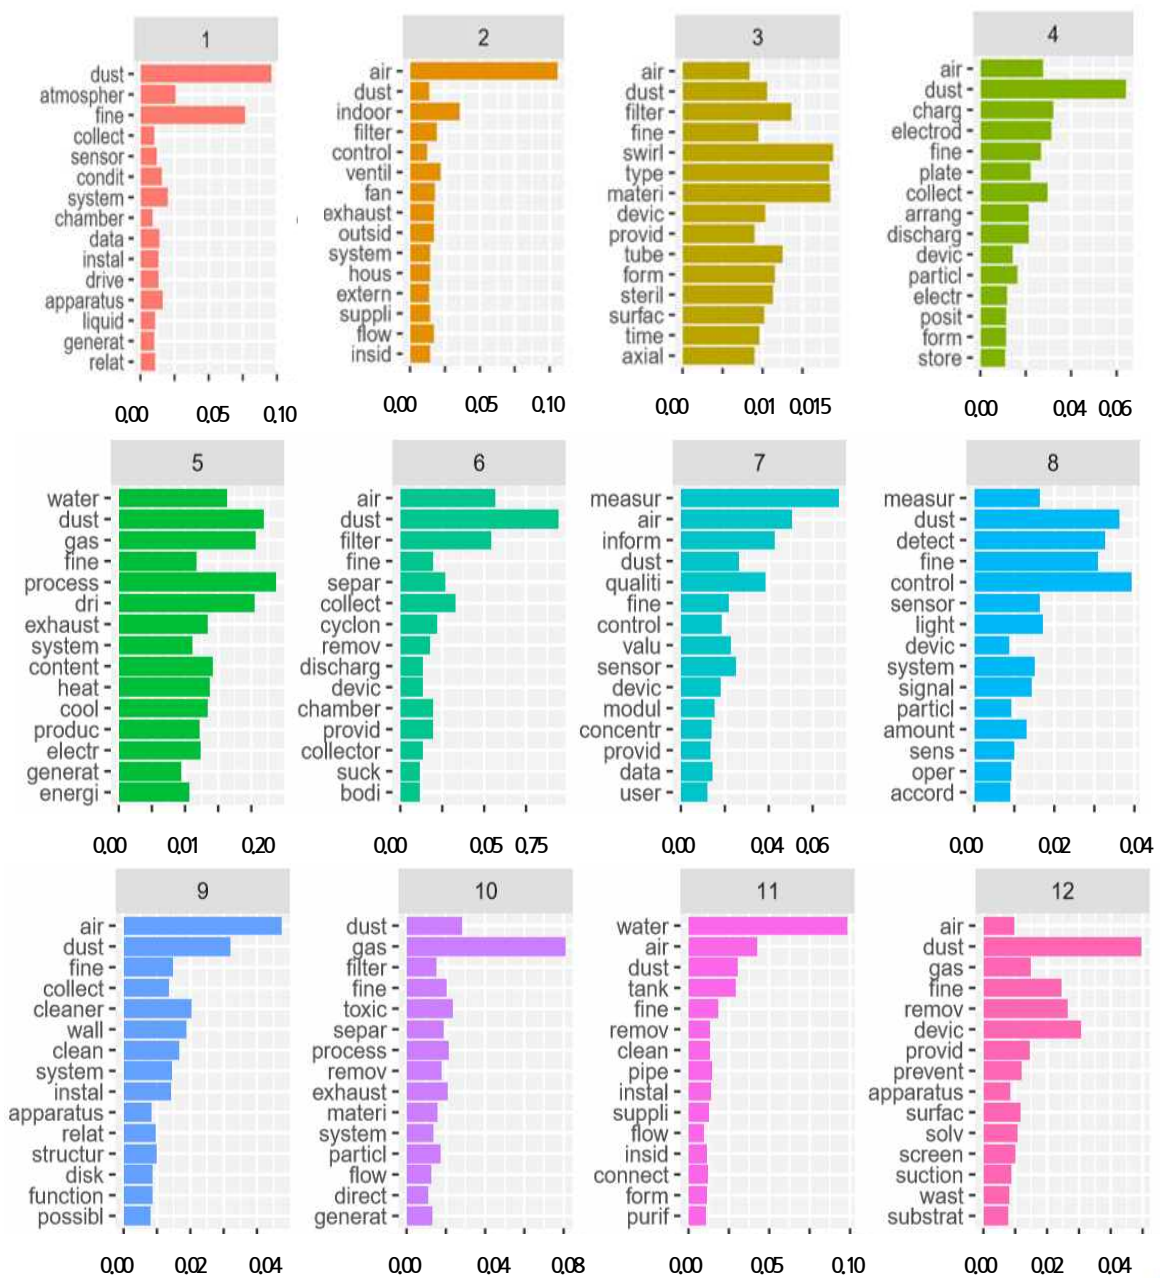 1
dust
atmospher
fine
collect
sensor
condit
system
chamber
data
instal
drive
apparatus
liquid
generat
relat
0.00 0.05 0.10
2
air
dust
indoor
filter
control
ventil
fan
exhaust
outsid
system
hous
extern
suppli
flow
insid
0.00 0.05 0.10
3
air
dust
filter
fine
swirl
type
materi
devic
provid
tube
form
steril
surfac
time
axial
0.00 0.01 0.015
4
air
dust
charg
electrod
fine
plate
collect
arrang
discharg
devic
particl
electr
posit
form
store
0.00 0.04 0.06
5
water
dust
gas
fine
process
dri
exhaust
system
content
heat
cool
produc
electr
generat
energi
0.00 0.01 0.20
6
air
dust
filter
fine
separ
collect
cyclon
remov
discharg
devic
chamber
provid
collector
suck
bodi
0.00 0.05 0.75
7
measur
air
inform
dust
qualiti
fine
control
valu
sensor
devic
modul
concentr
provid
data
user
0.00 0.04 0.06
8
measur
dust
detect
fine
control
sensor
light
devic
system
signal
particl
amount
sens
oper
accord
0.00 0.02 0.04
9
air
dust
fine
collect
cleaner
wall
clean
system
instal
apparatus
relat
structur
disk
function
possibl
0.00 0.02 0.04
10
dust
gas
filter
fine
toxic
separ
process
remov
exhaust
materi
system
particl
flow
direct
generat
0.00 0.04 0.08
11
water
air
dust
tank
fine
remov
clean
pipe
instal
suppli
flow
insid
connect
form
purif
0.00 0.05 0.10
12
air
dust
gas
fine
remov
devic
provid
prevent
apparatus
surfac
solv
screen
suction
wast
substrat
0.00 0.02 0.04